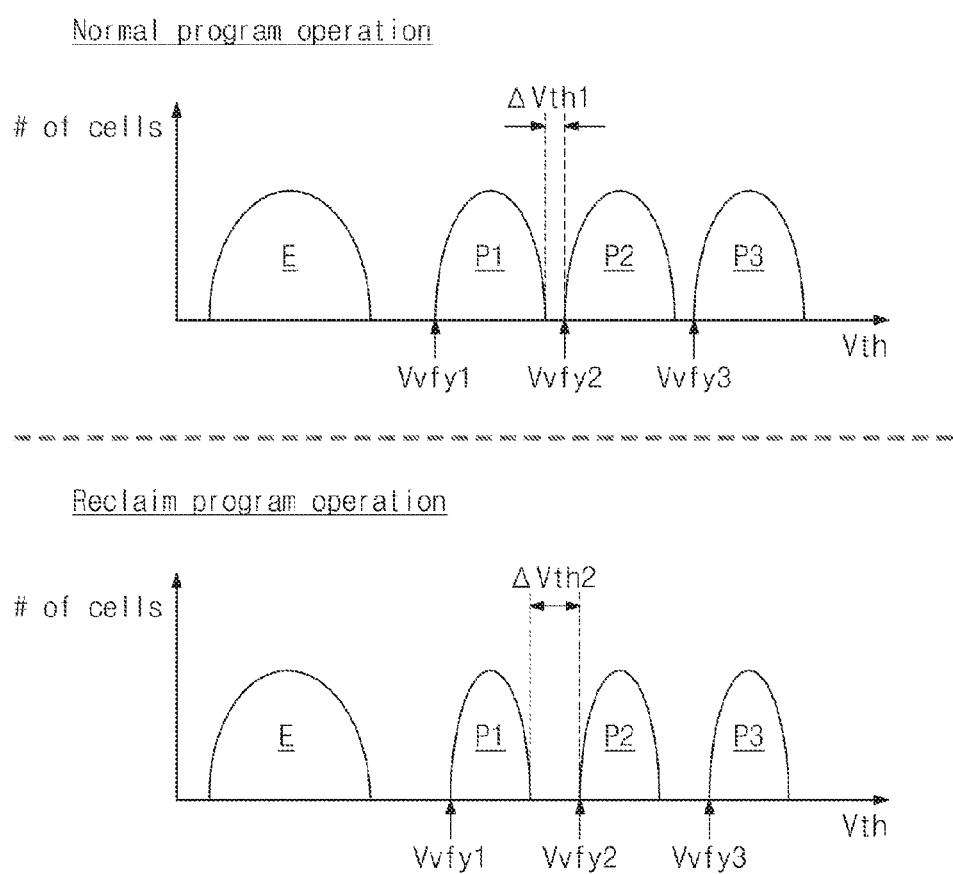 Normal program operation
ΔVth1
# of cells
E
P1
P2
P3
Vth
Vvfy1
Vvfy2
Vvfy3
Reclaim program operation
ΔVth2
# of cells
E
P1
P2
P3
Vth
Vvfy1
Vvfy2
Vvfy3